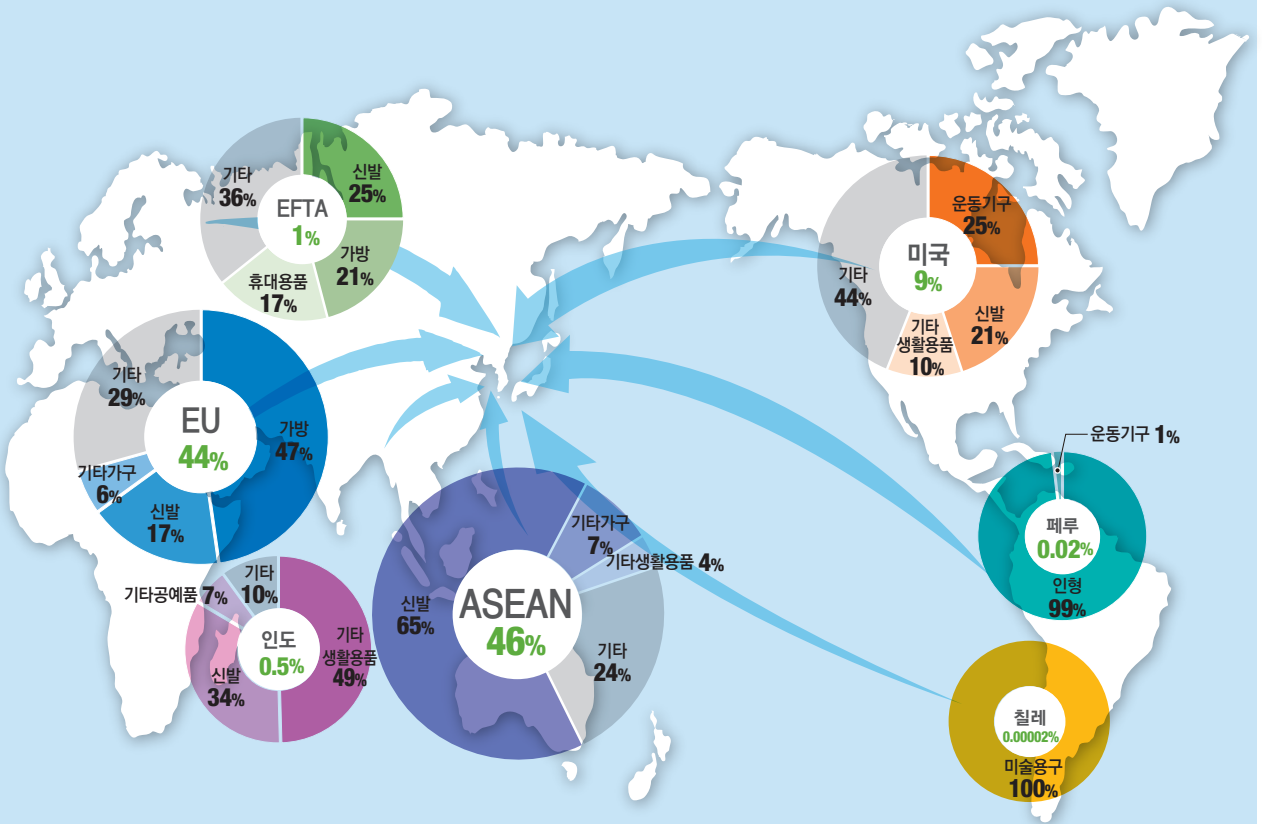 기타
36%
신발
25%
EFTA
1%
가방
21%
휴대용품
17%
운동기구
25%
미국
9%
기타
44%
신발
21%
기타
생활용품
10%
기타
29%
EU
44%
가방
47%
기타가구
6%
신발
17%
운동기구 1%
페루
0.02%
인형
99%
기타가구
7%
기타생활용품 4%
ASEAN
46%
신발
65%
기타
24%
기타
10%
기타공예품 7%
인도
0.5%
기타
생활용품
49%
신발
34%
칠레
0.00002%
미술용구
100%